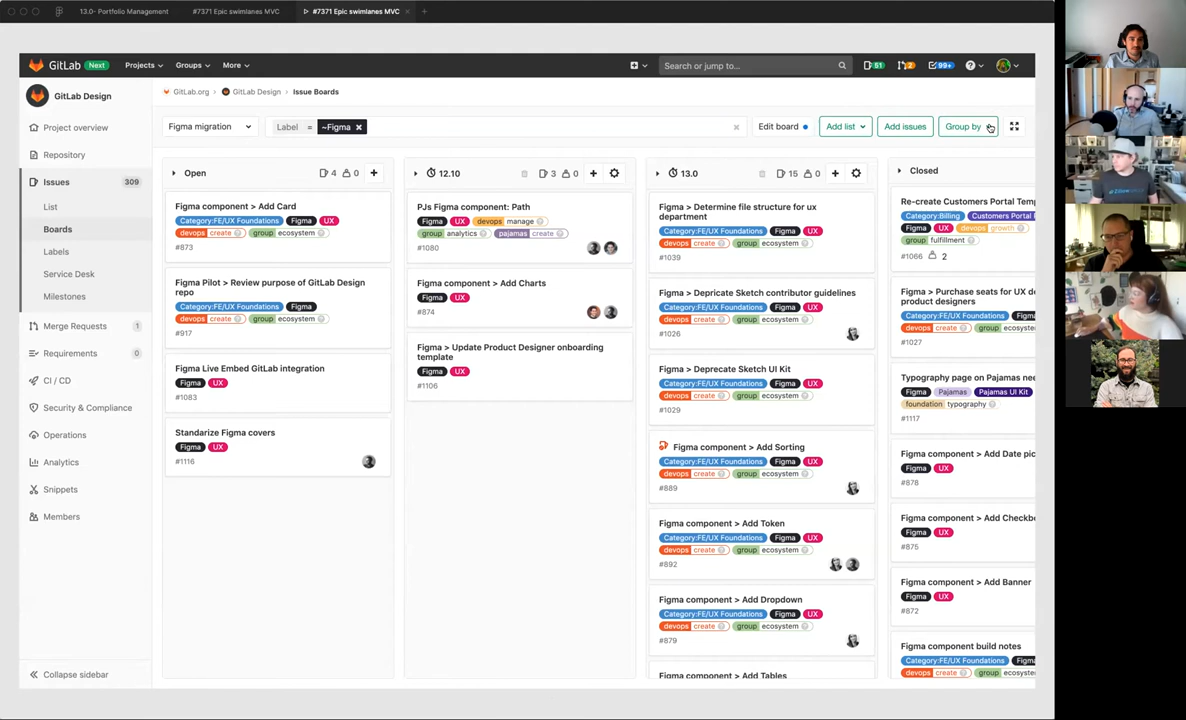 13.0- Portfolio Management
#7371 Epic swimlanes MVC
#7371 Epic swimlanes MVC
GitLab Next Projects Groups More Search or jump to... 51 2 99+
GitLab Design
GitLab.org > GitLab Design > Issue Boards
Figma migration Label = ~Figma Edit board Add list Add issues Group by
Project overview
Repository
Issues 309
List
Boards
Labels
Service Desk
Milestones
Merge Requests 1
Requirements 0
CI / CD
Security & Compliance
Operations
Analytics
Snippets
Members
Collapse sidebar
Open 4 0
Figma component > Add Card
Category:FE/UX Foundations Figma UX
devops create group ecosystem
#873
Figma Pilot > Review purpose of GitLab Design
repo
Category:FE/UX Foundations Figma
devops create group ecosystem
#917
Figma Live Embed GitLab integration
Figma UX
#1083
Standarize Figma covers
Figma UX
#1116
12.10 3 0
PJs Figma component: Path
Figma UX devops manage
group analytics pajamas create
#1080
Figma component > Add Charts
Figma UX
#874
Figma > Update Product Designer onboarding
template
Figma UX
#1106
13.0 15 0
Figma > Determine file structure for ux
department
Category:FE/UX Foundations Figma UX
devops create group ecosystem
#1039
Figma > Depricate Sketch contributor guidelines
Category:FE/UX Foundations Figma UX
devops create group ecosystem
#1026
Figma > Deprecate Sketch UI Kit
Category:FE/UX Foundations Figma UX
devops create group ecosystem
#1029
Figma component > Add Sorting
Category:FE/UX Foundations Figma UX
devops create group ecosystem
#889
Figma component > Add Token
Category:FE/UX Foundations Figma UX
devops create group ecosystem
#892
Figma component > Add Dropdown
Category:FE/UX Foundations Figma UX
devops create group ecosystem
#879
Figma component > Add Tables
Closed
Re-create Customers Portal Temp
Category:Billing Customers Portal
Figma UX devops growth
group fulfillment
#1066 2
Figma > Purchase seats for UX de
product designers
Category:FE/UX Foundations Figm
devops create group ecosyste
#1027
Typography page on Pajamas nee
Figma Pajamas Pajamas UI Kit
foundation typography
#1117
Figma component > Add Date pic
Figma UX
#878
Figma component > Add Checkbo
Figma UX
#875
Figma component > Add Banner
Figma UX
#872
Figma component build notes
Category:FE/UX Foundations Figm
devops create group ecosyste